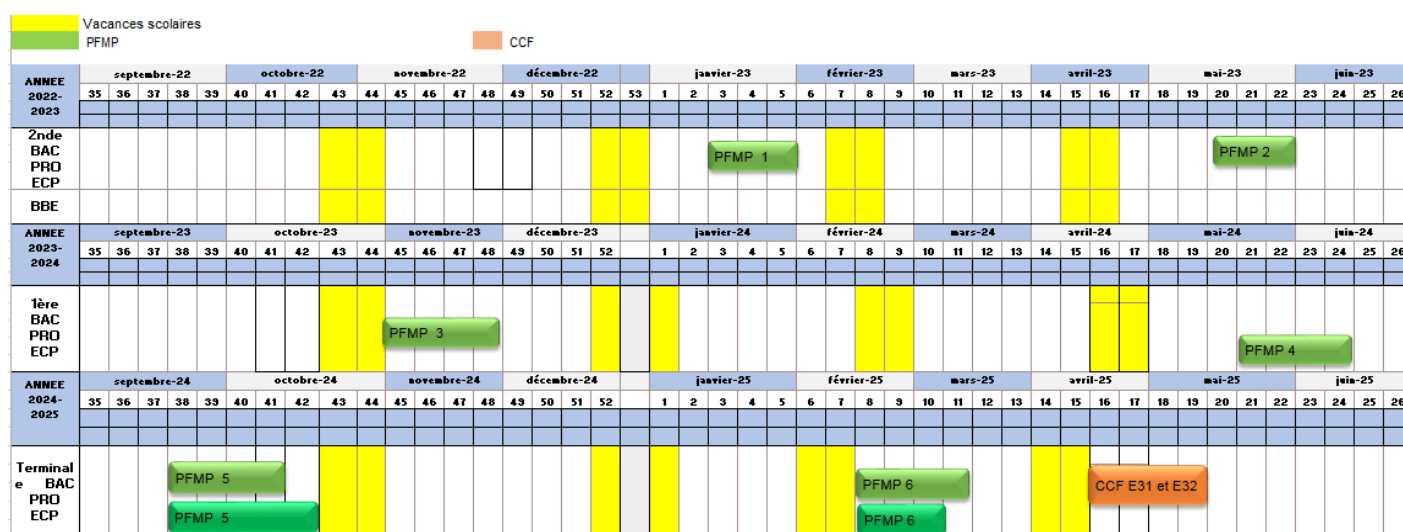 Vacances scolaires
PFMP CCF
ANNEE 2022-2023 septembre-22 octobre-22 novembre-22 décembre-22 janvier-23 février-23 mars-23 avril-23 mai-23 juin-23
35 36 37 38 39 40 41 42 43 44 45 46 47 48 49 50 51 52 53 1 2 3 4 5 6 7 8 9 10 11 12 13 14 15 16 17 18 19 20 21 22 23 24 25 26
2nde
BAC
PRO
ECP
PFMP 1 PFMP 2
BBE
ANNEE 2023-2024 septembre-23 octobre-23 novembre-23 décembre-23 janvier-24 février-24 mars-24 avril-24 mai-24 juin-24
35 36 37 38 39 40 41 42 43 44 45 46 47 48 49 50 51 52 1 2 3 4 5 6 7 8 9 10 11 12 13 14 15 16 17 18 19 20 21 22 23 24 25 26
1ère
BAC
PRO
ECP
PFMP 3 PFMP 4
ANNEE 2024-2025 septembre-24 octobre-24 novembre-24 décembre-24 janvier-25 février-25 mars-25 avril-25 mai-25 juin-25
35 36 37 38 39 40 41 42 43 44 45 46 47 48 49 50 51 52 1 2 3 4 5 6 7 8 9 10 11 12 13 14 15 16 17 18 19 20 21 22 23 24 25 26
Terminal
e BAC
PRO
ECP
PFMP 5 PFMP 6 CCF E31 et E32
PFMP 5 PFMP 6